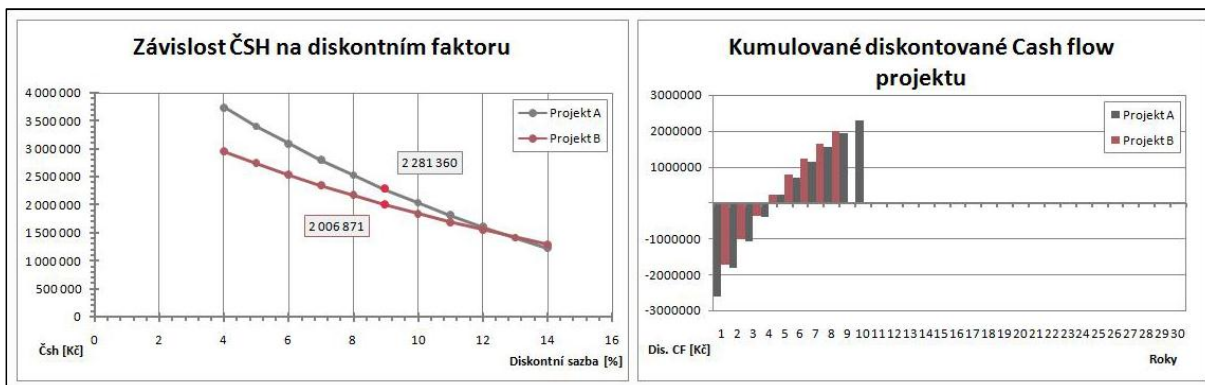 Závislost ČSH na diskontním faktoru
4 000 000
3 500 000
3 000 000
2 500 000
2 000 000
1 500 000
1 000 000
500 000
0
Projekt A
Projekt B
2 281 360
2 006 871
0 2 4 6 8 10 12 14 16
Čsh [Kč]
Diskontní sazba [%]
Kumulované diskontované Cash flow
projektu
3000000
2000000
1000000
-1000000
-2000000
-3000000
Projekt A
Projekt B
1 2 3 4 5 6 7 8 9 10 11 12 13 14 15 16 17 18 19 20 21 22 23 24 25 26 27 28 29 30
Dis. CF [Kč]
Roky